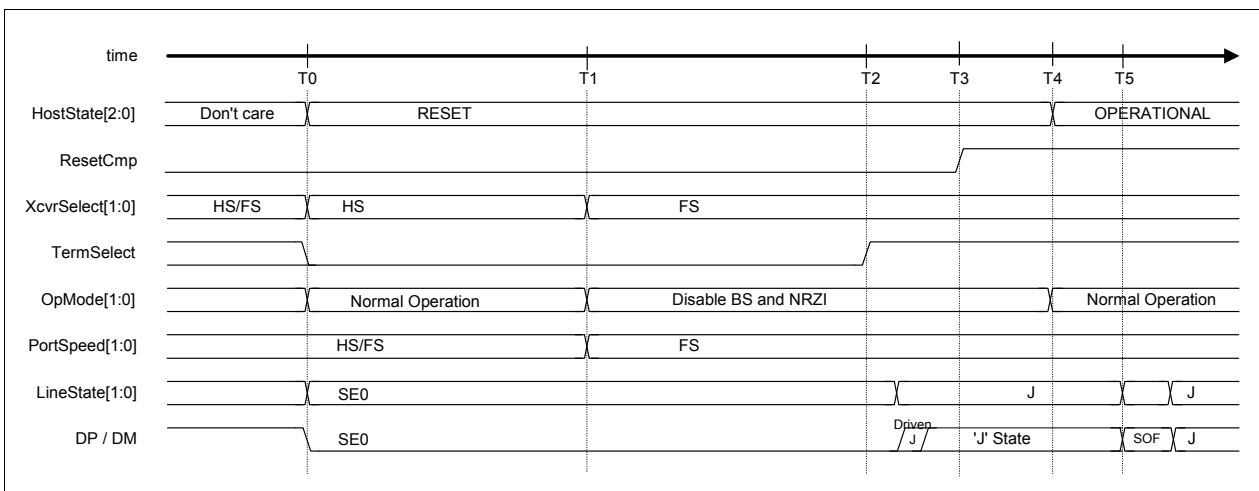 time
T0 T1 T2 T3 T4 T5
HostState[2:0] Don't care RESET OPERATIONAL
ResetCmp
XcvrSelect[1:0] HS/FS HS FS
TermSelect
OpMode[1:0] Normal Operation Disable BS and NRZI Normal Operation
PortSpeed[1:0] HS/FS FS
LineState[1:0] SE0 J J
Driven
DP / DM SE0 J 'J' State SOF J